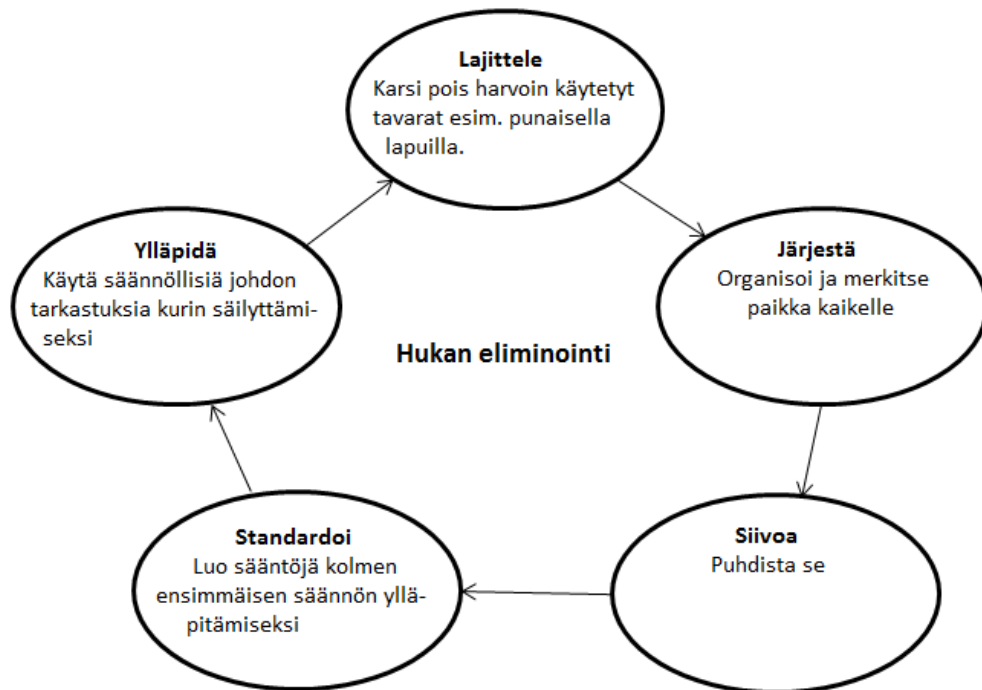 Lajittele
Karsi pois harvoin käytetyt
tavarat esim. punaisella
lapuilla.
Järjestä
Organisoi ja merkitse
paikka kaikelle
Siivoa
Puhdista se
Standardoi
Luo sääntöjä kolmen
ensimmäisen säännön yllä-
pitämiseksi
Ylläpidä
Käytä säännöllisiä johdon
tarkastuksia kurin säilyttämi-
seksi
Hukan eliminointi